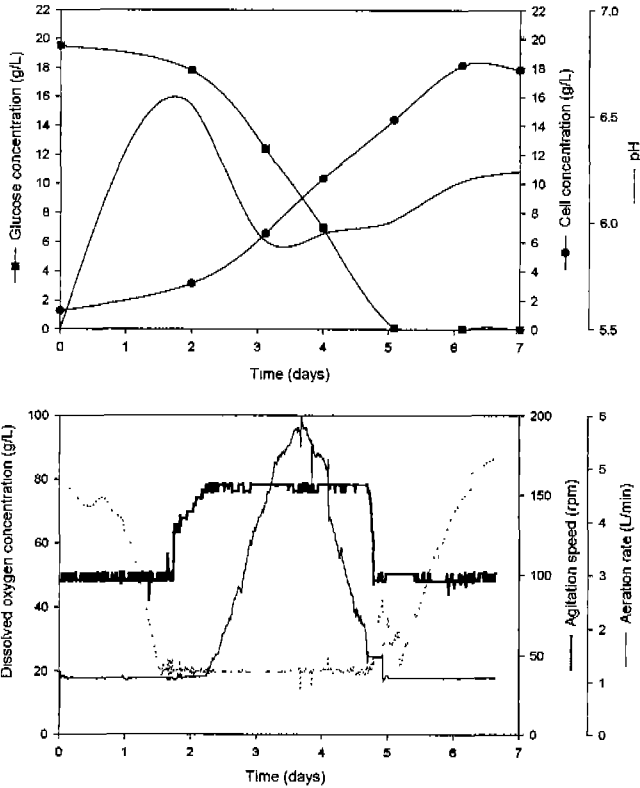 22 22 7.0
20 20
18 18
16 16 6.5
14 14
12 12
10 10 6.0
8 8
6 6
4 4
2 2
0 0 5.5
Glucose concentration (g/L)
Cell concentration (g/L)
pH
0 1 2 3 4 5 6 7
Time (days)
100 200 6
5
80 150
4
60
100 3
40
2
50
20 1
0 0 0
Dissolved oxygen concentration (g/L)
Agitation speed (rpm)
Aeration rate (L/min)
0 1 2 3 4 5 6 7
Time (days)